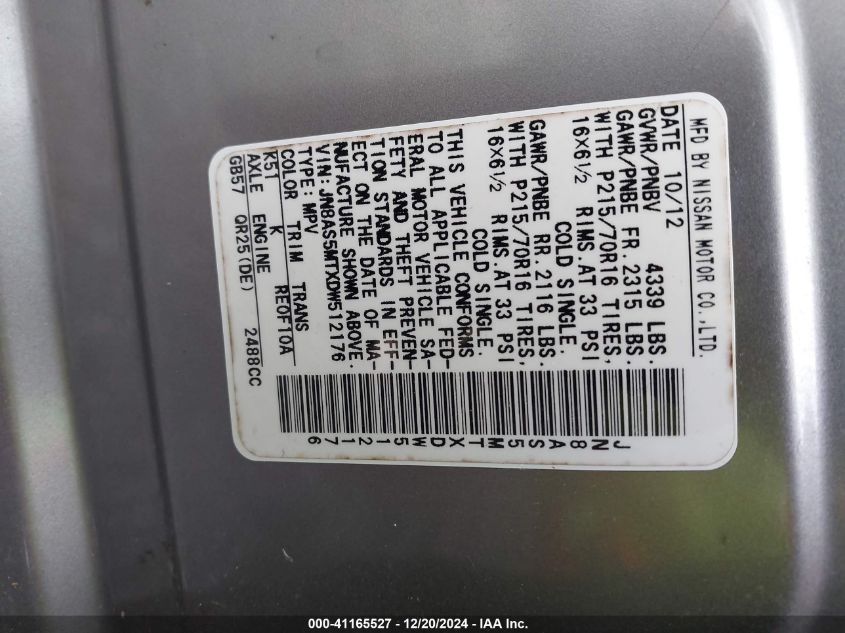 MFD BY NISSAN MOTOR CO.,LTD.
DATE 10/12
GVWR/PNBV 4339 LBS.
GAWR/PNBE FR. 2315 LBS.
WITH P215/70R16 TIRES,
16X6½ RIMS.AT 33 PSI
COLD SINGLE.
GAWR/PNBE RR. 2116 LBS.
WITH P215/70R16 TIRES,
16X6½ RIMS.AT 33 PSI
COLD SINGLE.
THIS VEHICLE CONFORMS
TO ALL APPLICABLE FED-
ERAL MOTOR VEHICLE SA-
FETY AND THEFT PREVEN-
TION STANDARDS IN EFF-
ECT ON THE DATE OF MA-
NUFACTURE SHOWN ABOVE.
VIN: JN8AS5MTXDW512176
TYPE: MPV
COLOR TRIM TRANS
K51 K RE0F10A
AXLE ENGINE
GB57 QR25(DE) 2488CC
JN8AS5MTXDW512176
000-41165527 - 12/20/2024 - IAA Inc.